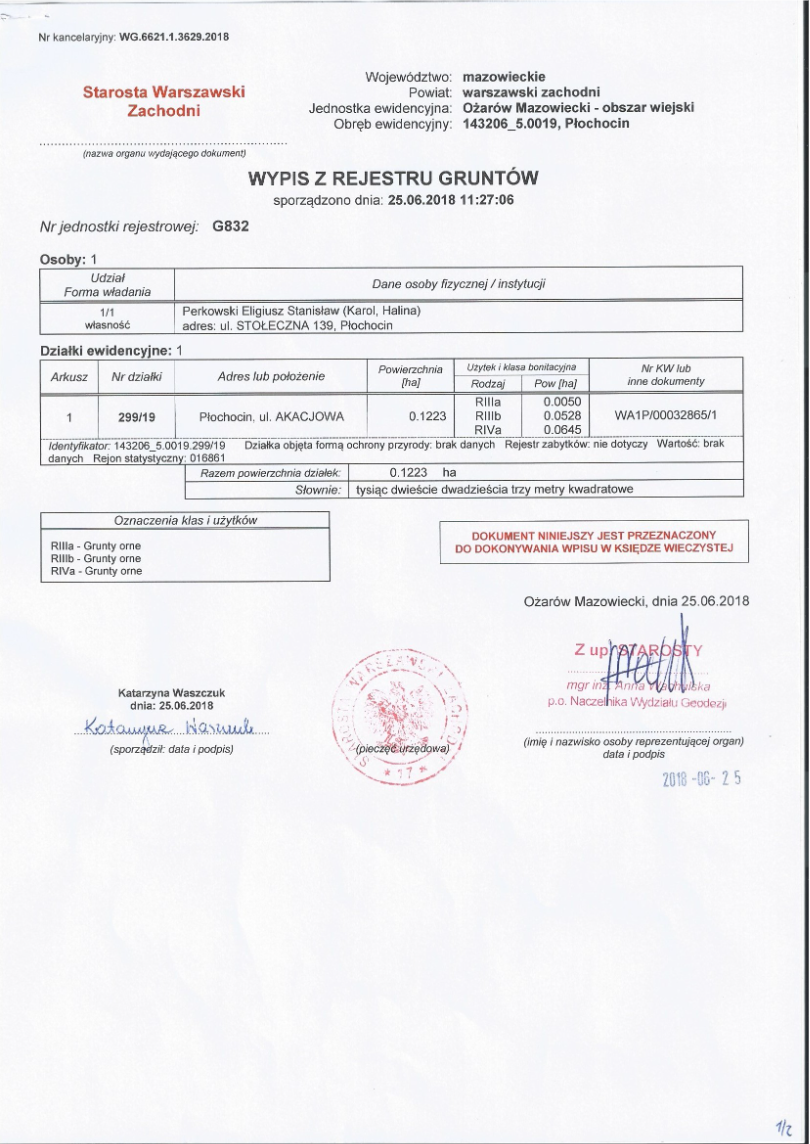 Nr kancelaryjny: WG.6621.1.3629.2018
Starosta Warszawski
Zachodni
(nazwa organu wydającego dokument)
Województwo: mazowieckie
Powiat: warszawski zachodni
Jednostka ewidencyjna: Ożarów Mazowiecki - obszar wiejski
Obręb ewidencyjny: 143206_5.0019, Płochocin
WYPIS Z REJESTRU GRUNTÓW
sporządzono dnia: 25.06.2018 11:27:06
Nr jednostki rejestrowej: G832
Osoby: 1
Udział
Forma władania
Dane osoby fizycznej / instytucji
1/1
własność
Perkowski Eligiusz Stanisław (Karol, Halina)
adres: ul. STOŁECZNA 139, Płochocin
Działki ewidencyjne: 1
Arkusz
Nr działki
Adres lub położenie
Powierzchnia
[ha]
Użytek i klasa bonitacyjna
Rodzaj
Pow [ha]
Nr KW lub
inne dokumenty
1
299/19
Płochocin, ul. AKACJOWA
0.1223
RIIIa 0.0050
RIIIb 0.0528
RIVa 0.0645
WA1P/00032865/1
Identyfikator: 143206_5.0019.299/19 Działka objęta formą ochrony przyrody: brak danych Rejestr zabytków: nie dotyczy Wartość: brak
danych Rejon statystyczny: 016861
Razem powierzchnia działek: 0.1223 ha
Słownie: tysiąc dwieście dwadzieścia trzy metry kwadratowe
Oznaczenia klas i użytków
RIIIa - Grunty orne
RIIIb - Grunty orne
RIVa - Grunty orne
DOKUMENT NINIEJSZY JEST PRZEZNACZONY
DO DOKONYWANIA WPISU W KSIĘDZE WIECZYSTEJ
Ożarów Mazowiecki, dnia 25.06.2018
Z up. STAROSTY
mgr inż. Anna
p.o. Naczelnika Wydziału Geodezji
(imię i nazwisko osoby reprezentującej organ)
data i podpis
2018 -06- 25
Katarzyna Waszczuk
dnia: 25.06.2018
Katarzyna Waszczuk
(sporządził: data i podpis)
STAROSTA WARSZAWSKI ZACHODNI
* 17 *
(pieczęć urzędowa)
1/2